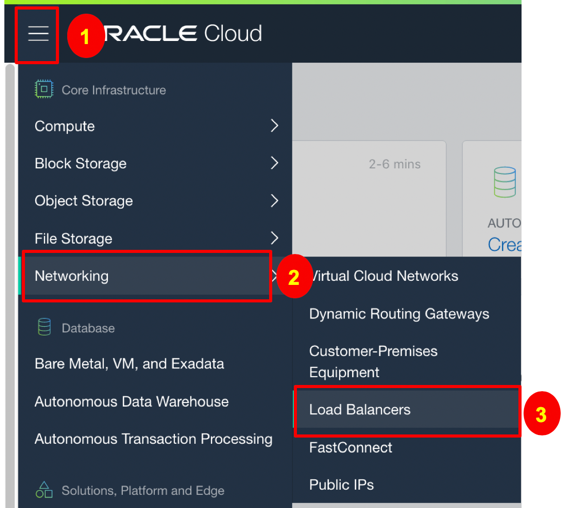 1
RACLE Cloud
Core Infrastructure
Compute
Block Storage
2-6 mins
Object Storage
AUTO
File Storage
Crea
Networking
2
Virtual Cloud Networks
Dynamic Routing Gateways
Database
Customer-Premises
Equipment
Bare Metal, VM, and Exadata
Autonomous Data Warehouse
Load Balancers
3
Autonomous Transaction Processing
FastConnect
Solutions, Platform and Edge
Public IPs